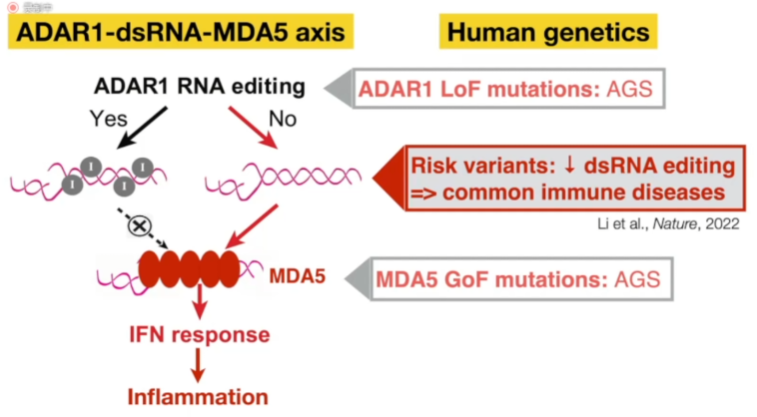 ADAR1-dsRNA-MDA5 axis
Human genetics
ADAR1 RNA editing
ADAR1 LoF mutations: AGS
Yes
No
I
I
I
I
Risk variants: ↓ dsRNA editing
=> common immune diseases
Li et al., Nature, 2022
MDA5
MDA5 GoF mutations: AGS
IFN response
Inflammation